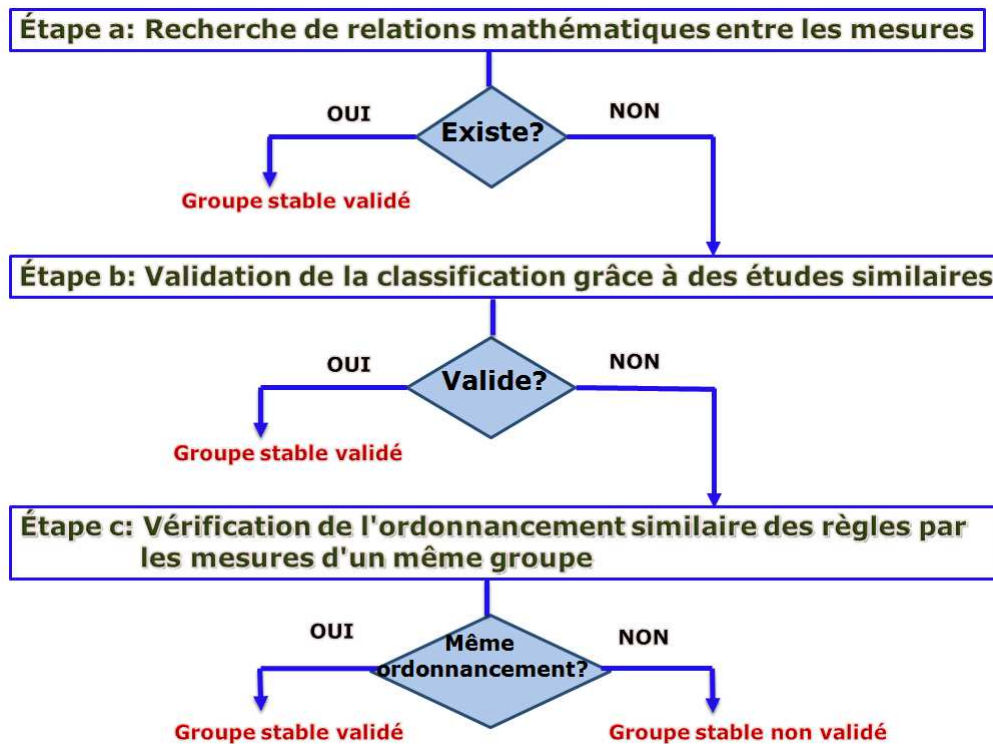 Étape a: Recherche de relations mathématiques entre les mesures
OUI
NON
Existe?
Groupe stable validé
Étape b: Validation de la classification grâce à des études similaires
OUI
NON
Valide?
Groupe stable validé
Étape c: Vérification de l'ordonnancement similaire des règles par
les mesures d'un même groupe
OUI
NON
Même
ordonnancement?
Groupe stable validé
Groupe stable non validé